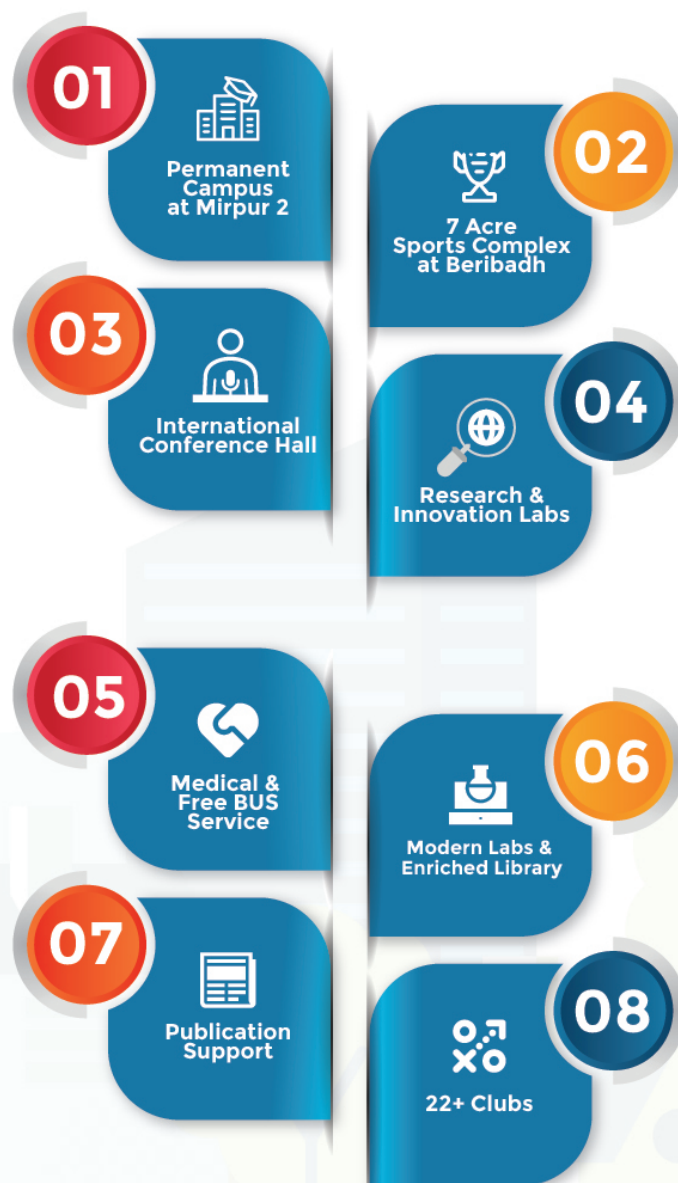 01
Permanent
Campus
at Mirpur 2
02
7 Acre
Sports Complex
at Beribadh
03
International
Conference Hall
04
Research &
Innovation Labs
05
Medical &
Free BUS
Service
06
Modern Labs &
Enriched Library
07
Publication
Support
08
22+ Clubs